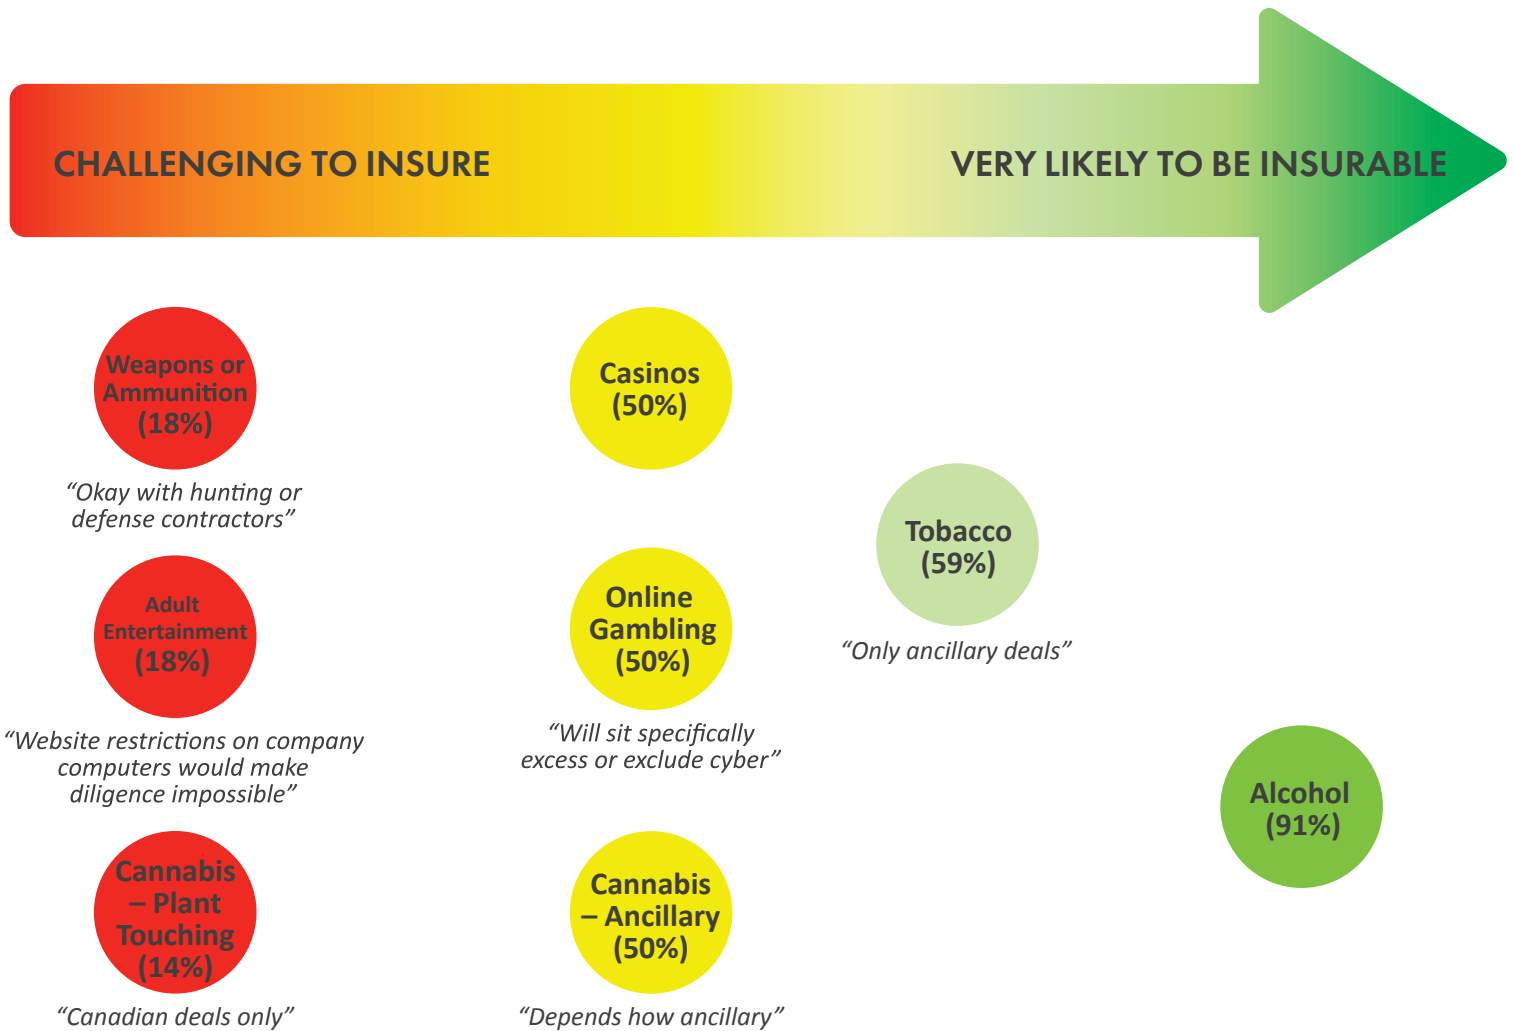 CHALLENGING TO INSURE
VERY LIKELY TO BE INSURABLE
Weapons or
Ammunition
(18%)
“Okay with hunting or
defense contractors”
Adult
Entertainment
(18%)
“Website restrictions on company
computers would make
diligence impossible”
Cannabis
– Plant
Touching
(14%)
“Canadian deals only”
Casinos
(50%)
Online
Gambling
(50%)
“Will sit specifically
excess or exclude cyber”
Cannabis
– Ancillary
(50%)
“Depends how ancillary”
Tobacco
(59%)
“Only ancillary deals”
Alcohol
(91%)